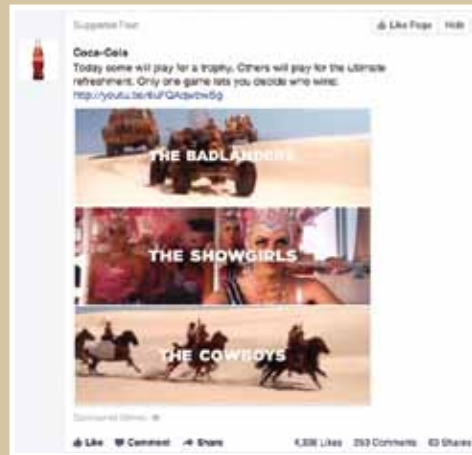 Suggested Post
Like Page Hide
Coca-Cola
Today some will play for a trophy. Others will play for the ultimate
refreshment. Only one game lets you decide who wins:
THE BADLANDERS
THE SHOWGIRLS
THE COWBOYS
Like Comment Share Likes 253 Comments 63 Shares